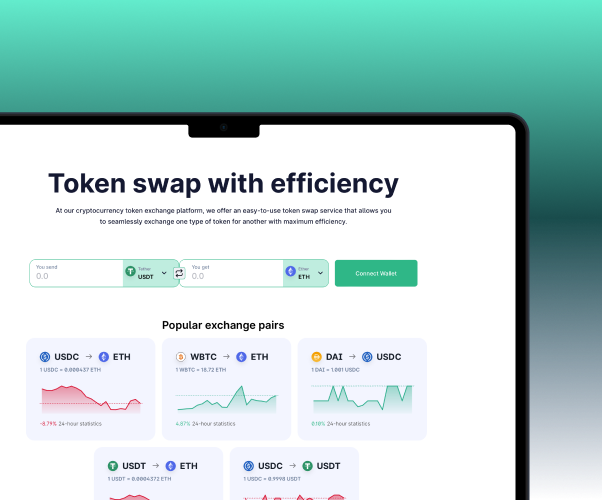 Token swap with efficiency
At our cryptocurrency token exchange platform, we offer an easy-to-use token swap service that allows you
to seamlessly exchange one type of token for another with maximum efficiency.
You send
0.0
Tether
USDT
You get
0.0
Ether
ETH
Connect Wallet
Popular exchange pairs
USDC → ETH
1 USDC = 0.000437 ETH
-5.79% 24-hour statistics
WBTC → ETH
1 WBTC = 18.72 ETH
4.87% 24-hour statistics
DAI → USDC
1 DAI = 1.001 USDC
0.10% 24-hour statistics
USDT → ETH
1 USDT = 0.0004372 ETH
USDC → USDT
1 USDC = 0.9998 USDT